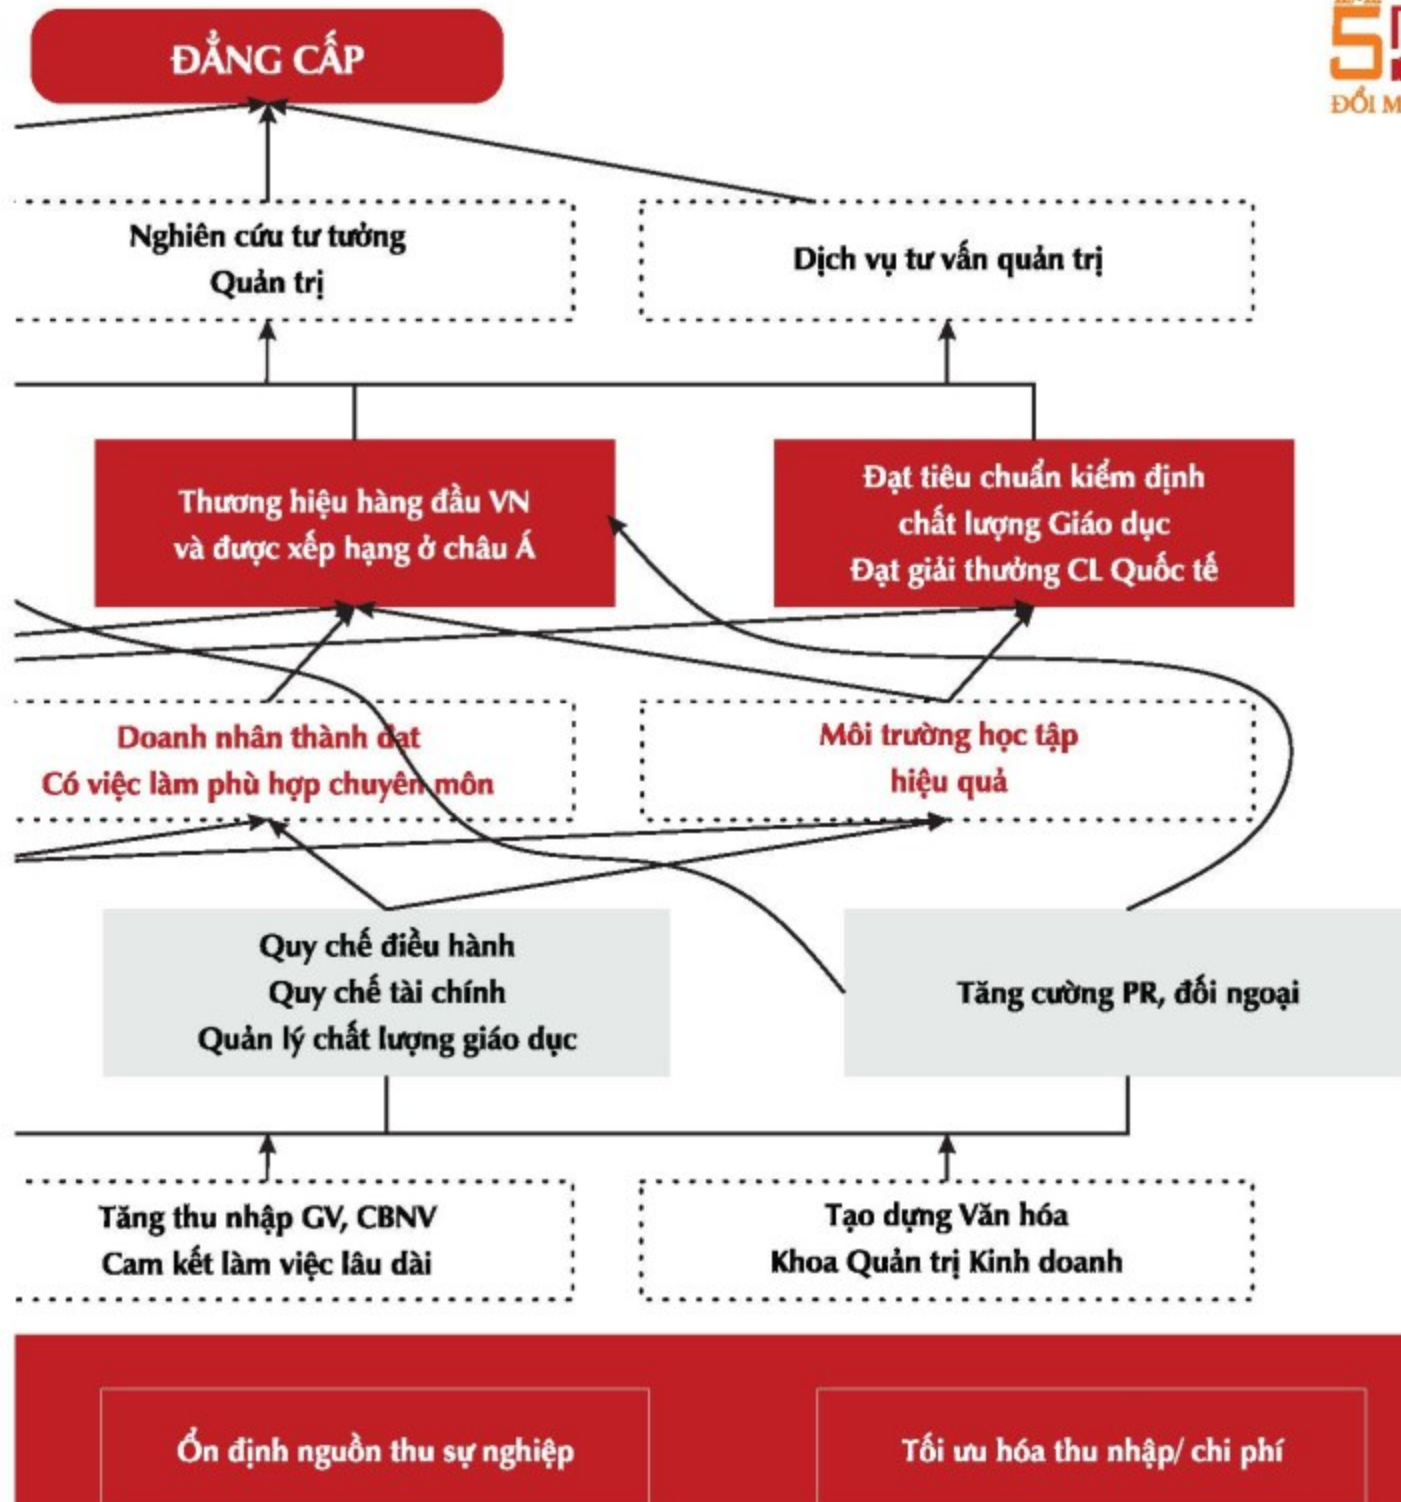 ĐẲNG CẤP
5
ĐỔI M
Nghiên cứu tư tưởng
Quản trị
Dịch vụ tư vấn quản trị
Thương hiệu hàng đầu VN
và được xếp hạng ở châu Á
Đạt tiêu chuẩn kiểm định
chất lượng Giáo dục
Đạt giải thưởng CL Quốc tế
Doanh nhân thành đạt
Có việc làm phù hợp chuyên môn
Môi trường học tập
hiệu quả
Quy chế điều hành
Quy chế tài chính
Quản lý chất lượng giáo dục
Tăng cường PR, đối ngoại
Tăng thu nhập GV, CBNV
Cam kết làm việc lâu dài
Tạo dựng Văn hóa
Khoa Quản trị Kinh doanh
Ổn định nguồn thu sự nghiệp
Tối ưu hóa thu nhập/ chi phí